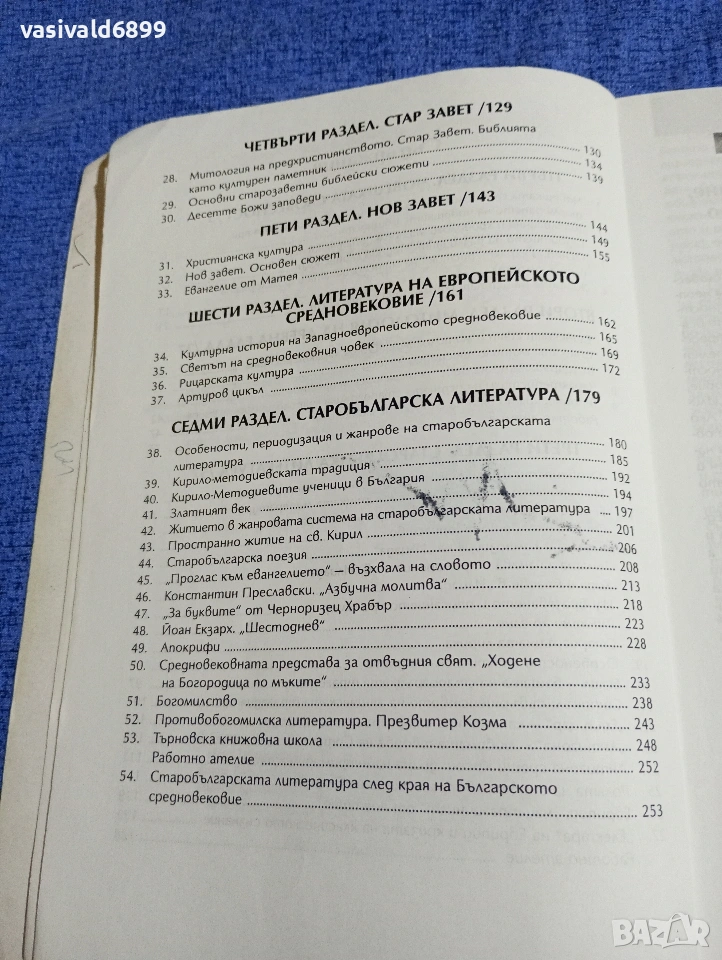 vasivald6899
ЧЕТВЪРТИ РАЗДЕЛ. СТАР ЗАВЕТ /129
28. Митология на предхристиянството. Стар Завет. Библията
като културен паметник 130
29. Основни старозаветни библейски сюжети 134
30. Десетте Божи заповеди 139
ПЕТИ РАЗДЕЛ. НОВ ЗАВЕТ /143
31. Християнска култура 144
32. Нов завет. Основен сюжет 149
33. Евангелие от Матея 155
ШЕСТИ РАЗДЕЛ. ЛИТЕРАТУРА НА ЕВРОПЕЙСКОТО
СРЕДНОВЕКОВИЕ /161
34. Културна история на Западноевропейското средновековие 162
35. Светът на средновековния човек 165
36. Рицарската култура 169
37. Артуров цикъл 172
СЕДМИ РАЗДЕЛ. СТАРОБЪЛГАРСКА ЛИТЕРАТУРА /179
38. Особености, периодизация и жанрове на старобългарската
литература 180
39. Кирило-методиевската традиция 185
40. Кирило-Методиевите ученици в България 192
41. Златният век 194
42. Житието в жанровата система на старобългарската литература 197
43. Пространно житие на св. Кирил 201
44. Старобългарска поезия 206
45. „Проглас към евангелието“ – възхвала на словото 208
46. Константин Преславски. „Азбучна молитва“ 213
47. „За буквите“ от Черноризец Храбър 218
48. Йоан Екзарх. „Шестоднев“ 223
49. Апокрифи 228
50. Средновековната представа за отвъдния свят. „Ходене
на Богородица по мъките“ 233
51. Богомилство 238
52. Противобогомилска литература. Презвитер Козма 243
53. Търновска книжовна школа 248
Работно ателие 252
54. Старобългарската литература след края на Българското
средновековие 253
BAZAR
.bg